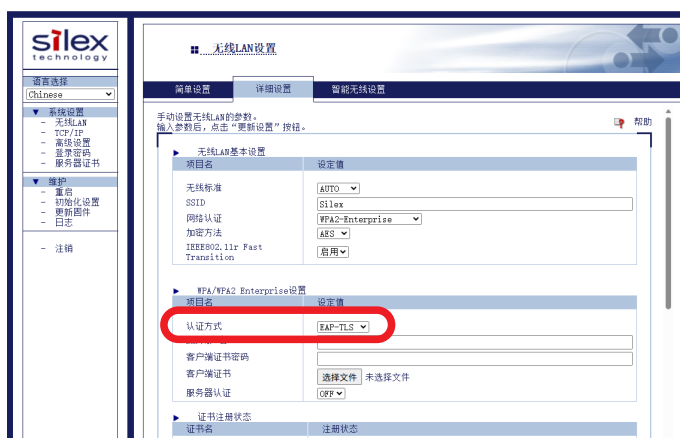 silex
technology
无线LAN设置
语言选择
Chinese
简单设置
详细设置
智能无线设置
▼ 系统设置
- 无线LAN
- TCP/IP
- 高级设置
- 登录密码
- 服务器证书
▼ 维护
- 重启
- 初始化设置
- 更新固件
- 日志
- 注销
手动设置无线LAN的参数。
输入参数后，点击“更新设置”按钮。
帮助
▶ 无线LAN基本设置
项目名 设定值
无线标准 AUTO
SSID Silex
网络认证 WPA2-Enterprise
加密方法 AES
IEEE802.11r Fast
Transition 启用
▶ WPA/WPA2 Enterprise设置
项目名 设定值
认证方式 EAP-TLS
客户端证书密码
客户端证书 选择文件 未选择文件
服务器认证 OFF
▶ 证书注册状态
证书名 注册状态